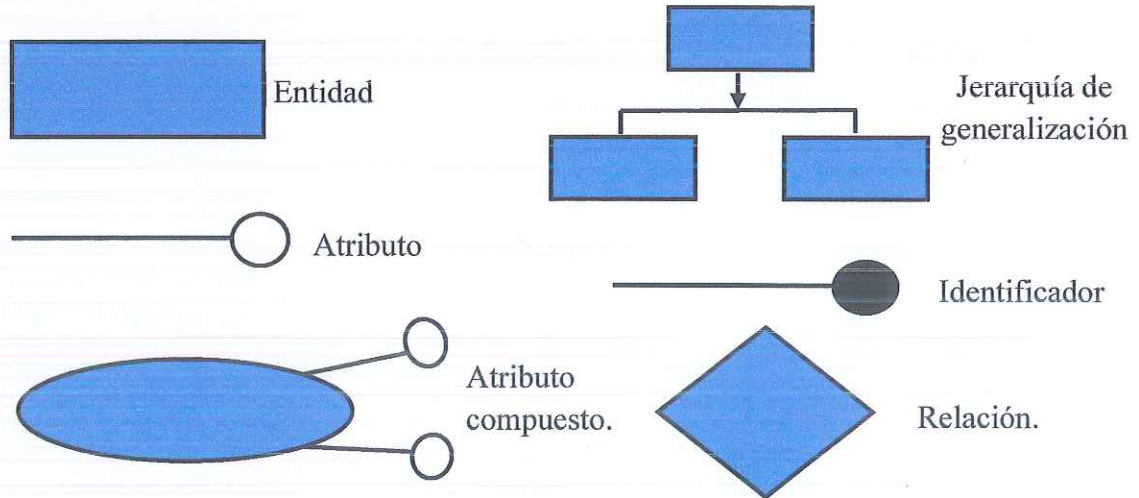 Entidad
Jerarquía de
generalización
Atributo
Identificador
Atributo
compuesto.
Relación.